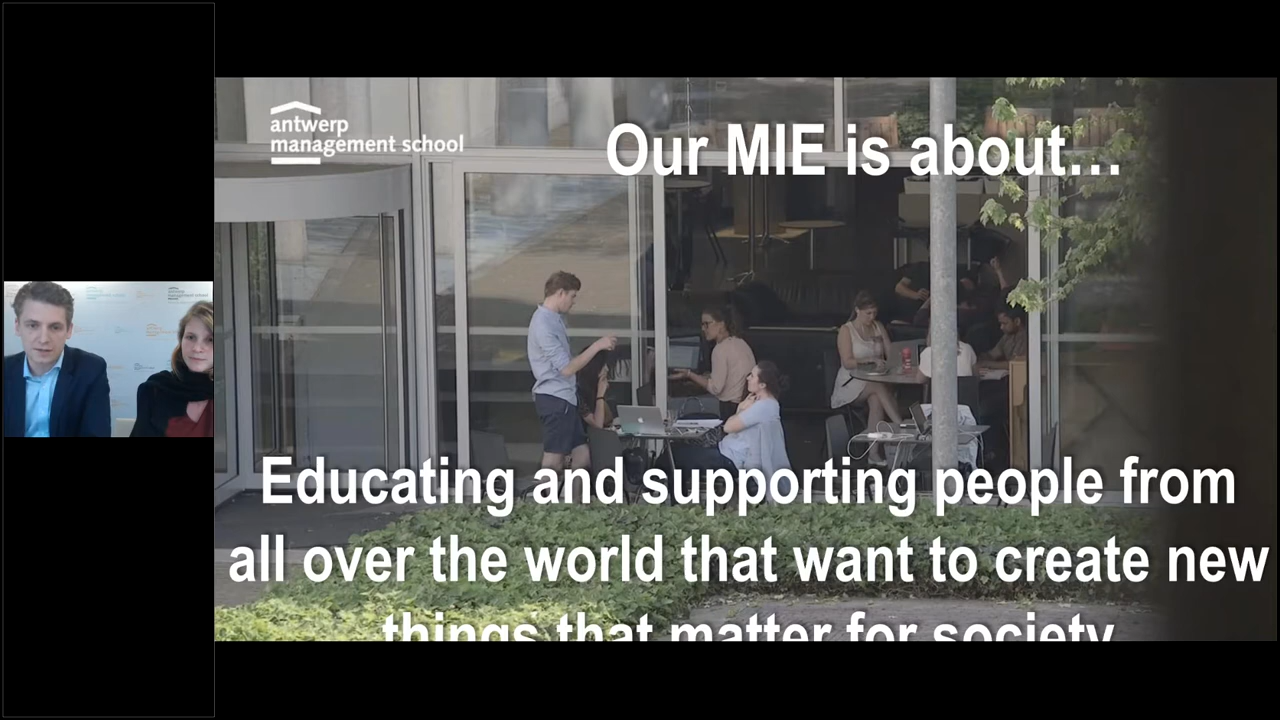 antwerp
management school
Our MIE is about...
Educating and supporting people from
all over the world that want to create new
things that matter for society